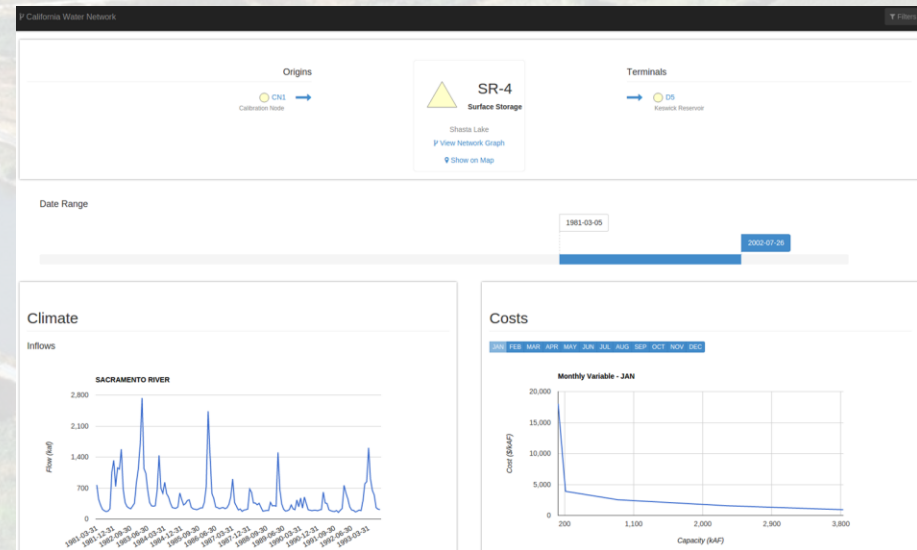 California Water Network
Filters
Origins
CN1
Calibration Node
SR-4
Surface Storage
Shasta Lake
View Network Graph
Show on Map
Terminals
D5
Keswick Reservoir
Date Range
1981-03-05
2002-07-26
Climate
Inflows
SACRAMENTO RIVER
2,800
2,100
1,400
700
0
Flow (kaf)
1981-03-31
1981-12-31
1982-09-30
1983-06-30
1984-03-31
1984-12-31
1985-09-30
1986-06-30
1987-03-31
1987-12-31
1988-09-30
1989-06-30
1990-03-31
1990-12-31
1991-09-30
1992-06-30
1993-03-31
Costs
JAN FEB MAR APR MAY JUN JUL AUG SEP OCT NOV DEC
Monthly Variable - JAN
20,000
15,000
10,000
5,000
0
Cost ($/kAF)
200 1,100 2,000 2,900 3,800
Capacity (kAF)